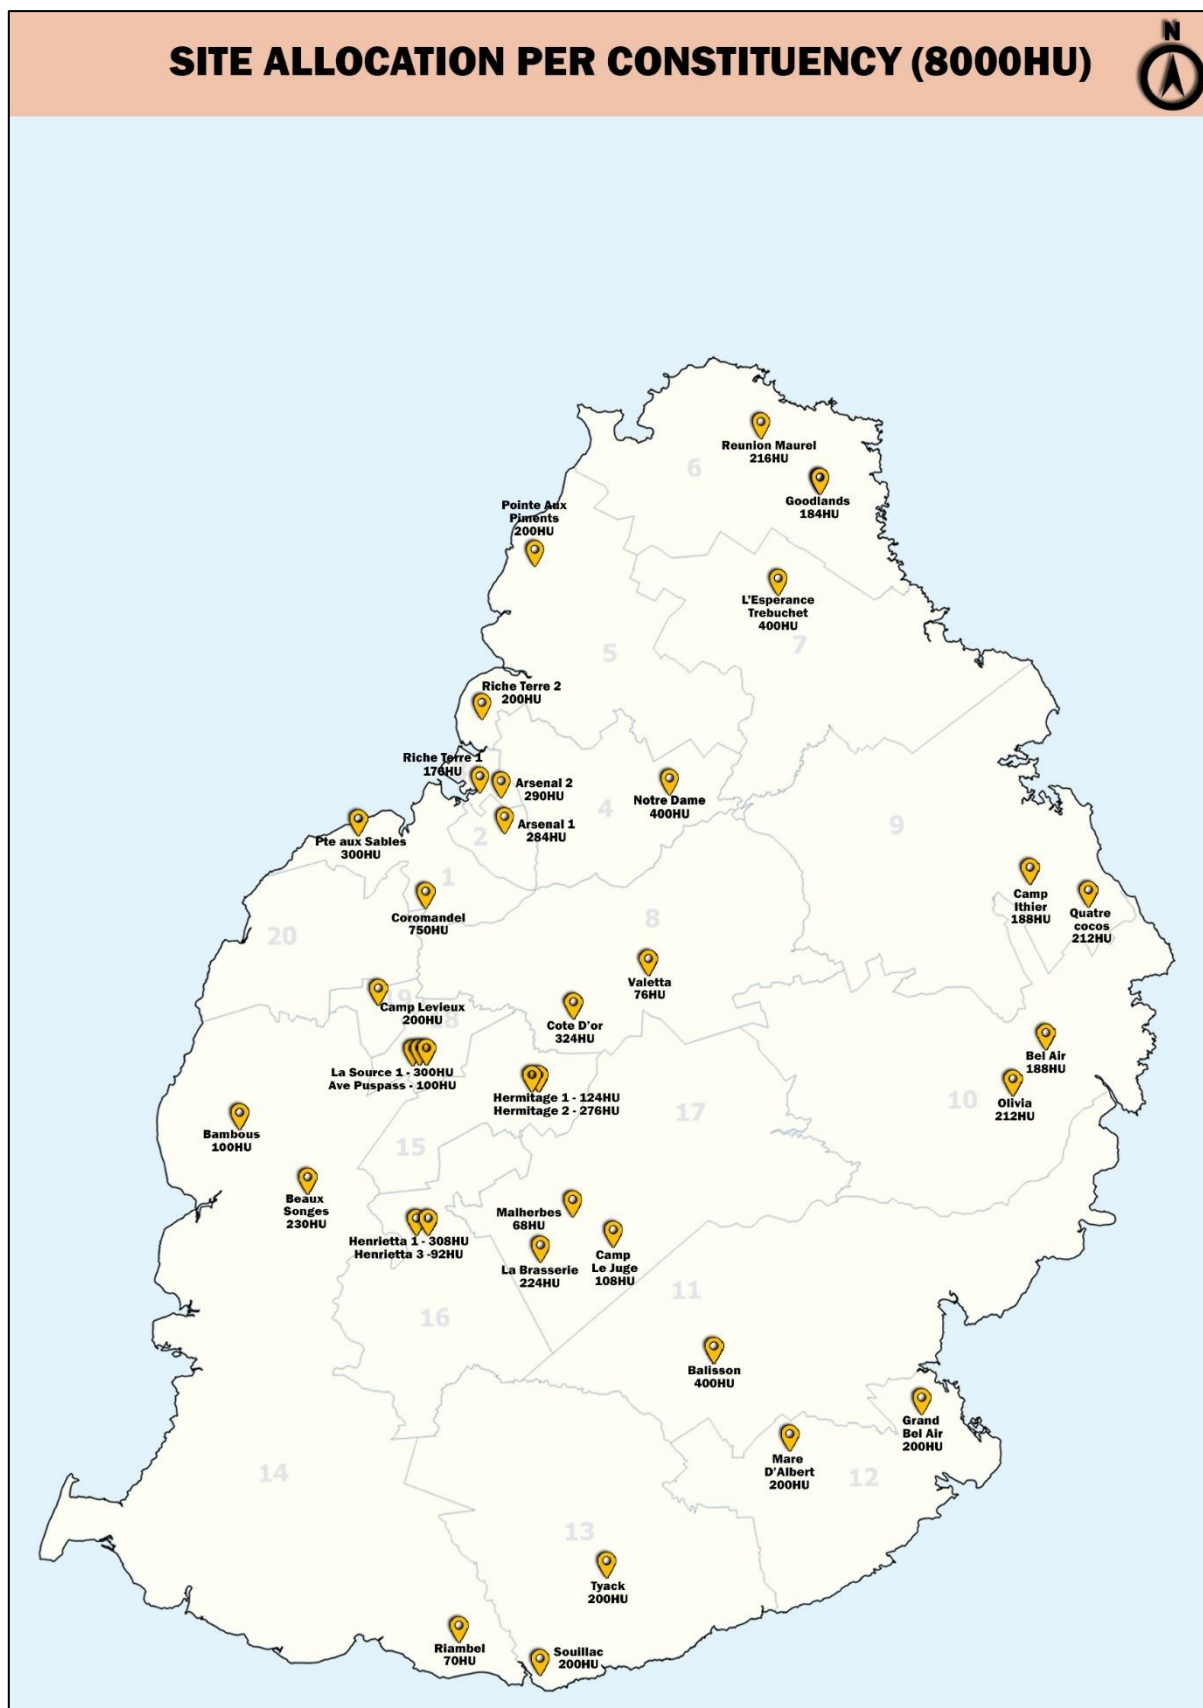 SITE ALLOCATION PER CONSTITUENCY (8000HU)
N
Reunion Maurel
216HU
6
Goodlands
184HU
Pointe Aux
Piments
200HU
L'Esperance
Trebuchet
400HU
7
5
Riche Terre 2
200HU
Riche Terre 1
176HU
Arsenal 2
290HU
Notre Dame
400HU
4
Arsenal 1
284HU
2
Pte aux Sables
300HU
9
1
Camp
Ithier
188HU
Quatre
cocos
212HU
Coromandel
750HU
8
20
Valetta
76HU
19
Camp Levieux
200HU
18
Cote D'or
324HU
Bel Air
188HU
La Source 1 - 300HU
Ave Puspass - 100HU
Hermitage 1 - 124HU
Hermitage 2 - 276HU
17
10
Olivia
212HU
Bambous
100HU
15
Beaux
Songes
230HU
Malherbes
68HU
Henrietta 1 - 308HU
Henrietta 3 -92HU
La Brasserie
224HU
Camp
Le Juge
108HU
11
16
Balisson
400HU
Grand
Bel Air
200HU
Mare
D'Albert
200HU
12
14
13
Tyack
200HU
Riambel
70HU
Souillac
200HU